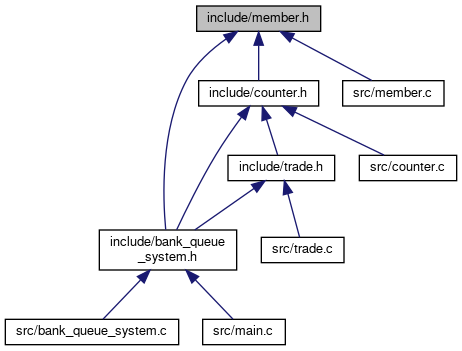 include/member.h
include/counter.h
src/member.c
include/trade.h
src/counter.c
include/bank_queue
_system.h
src/trade.c
src/bank_queue_system.c
src/main.c